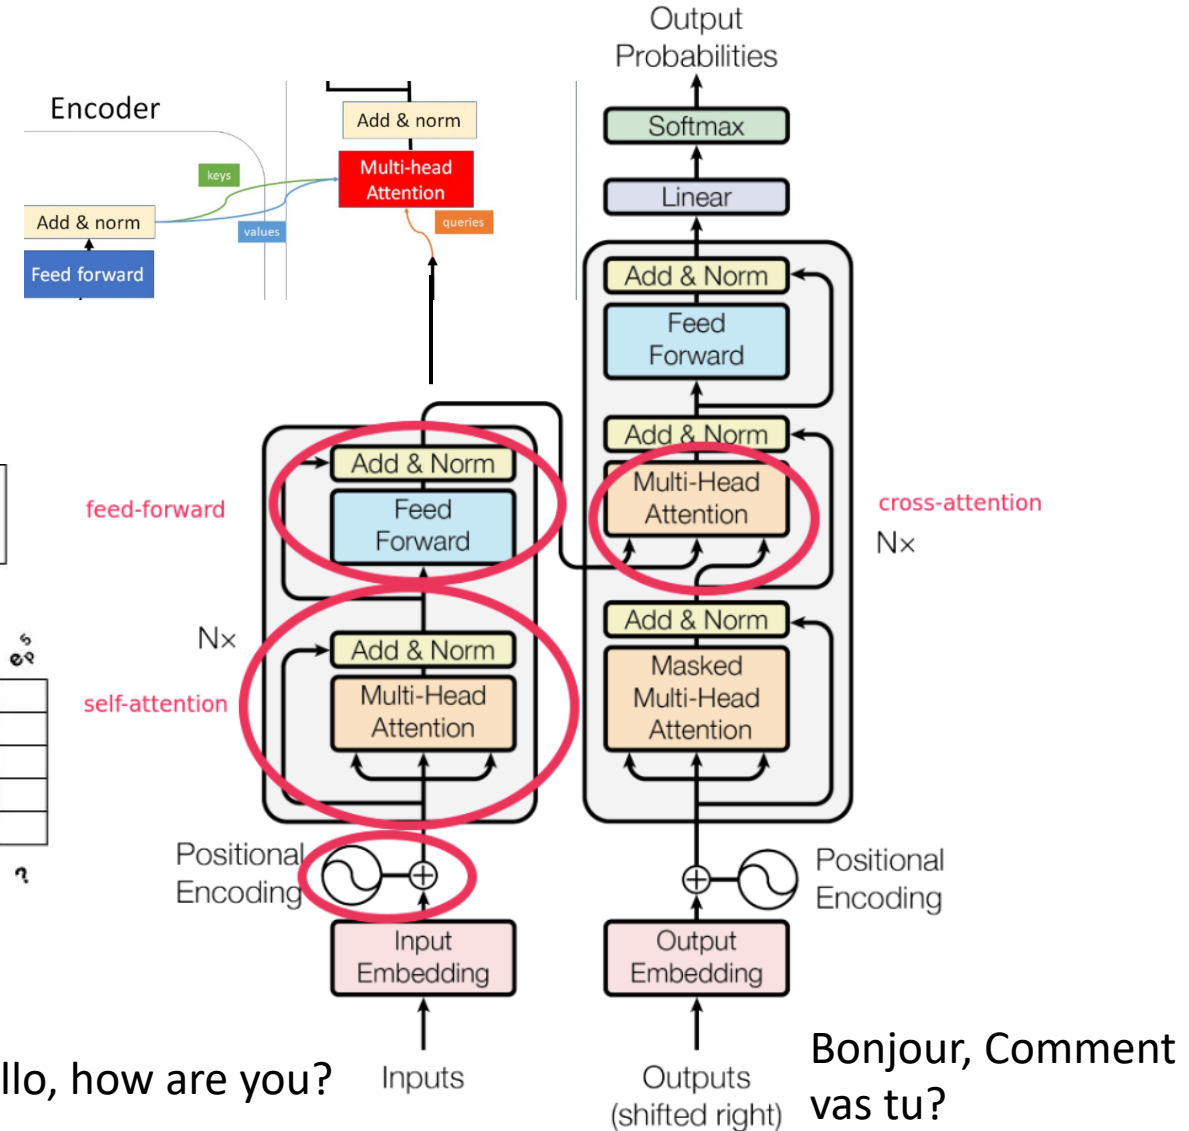 Output
Probabilities
Softmax
Linear
Add & Norm
Feed
Forward
Add & Norm
Multi-Head
Attention
cross-attention
Nx
Add & Norm
Masked
Multi-Head
Attention
Positional
Encoding
Output
Embedding
Outputs
(shifted right)
Bonjour, Comment
vas tu?
Encoder
Add & norm
Multi-head
Attention
keys
values
queries
Add & norm
Feed forward
feed-forward
Add & Norm
Feed
Forward
Nx
self-attention
Add & Norm
Multi-Head
Attention
Positional
Encoding
Input
Embedding
Inputs
llo, how are you?
?